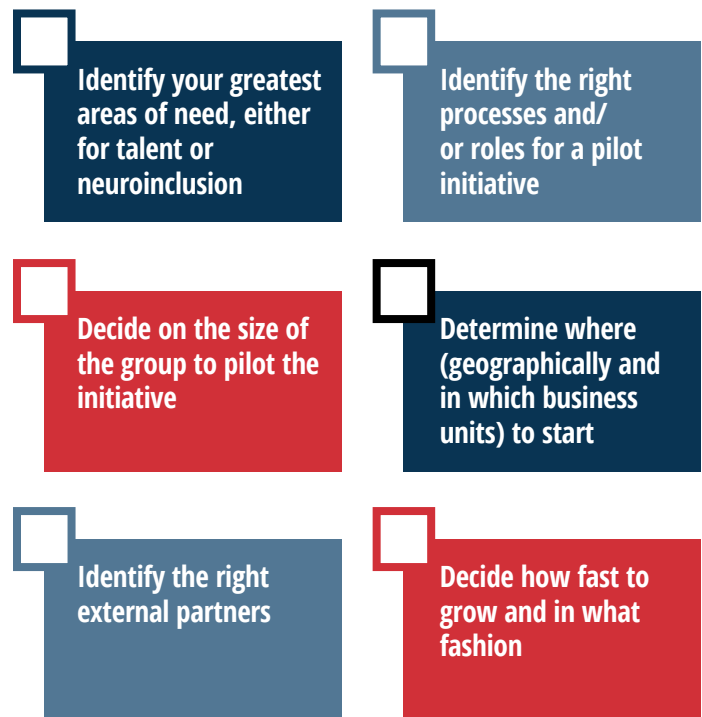 Identify your greatest
areas of need, either
for talent or
neuroinclusion
Identify the right
processes and/
or roles for a pilot
initiative
Decide on the size of
the group to pilot the
initiative
Determine where
(geographically and
in which business
units) to start
Identify the right
external partners
Decide how fast to
grow and in what
fashion